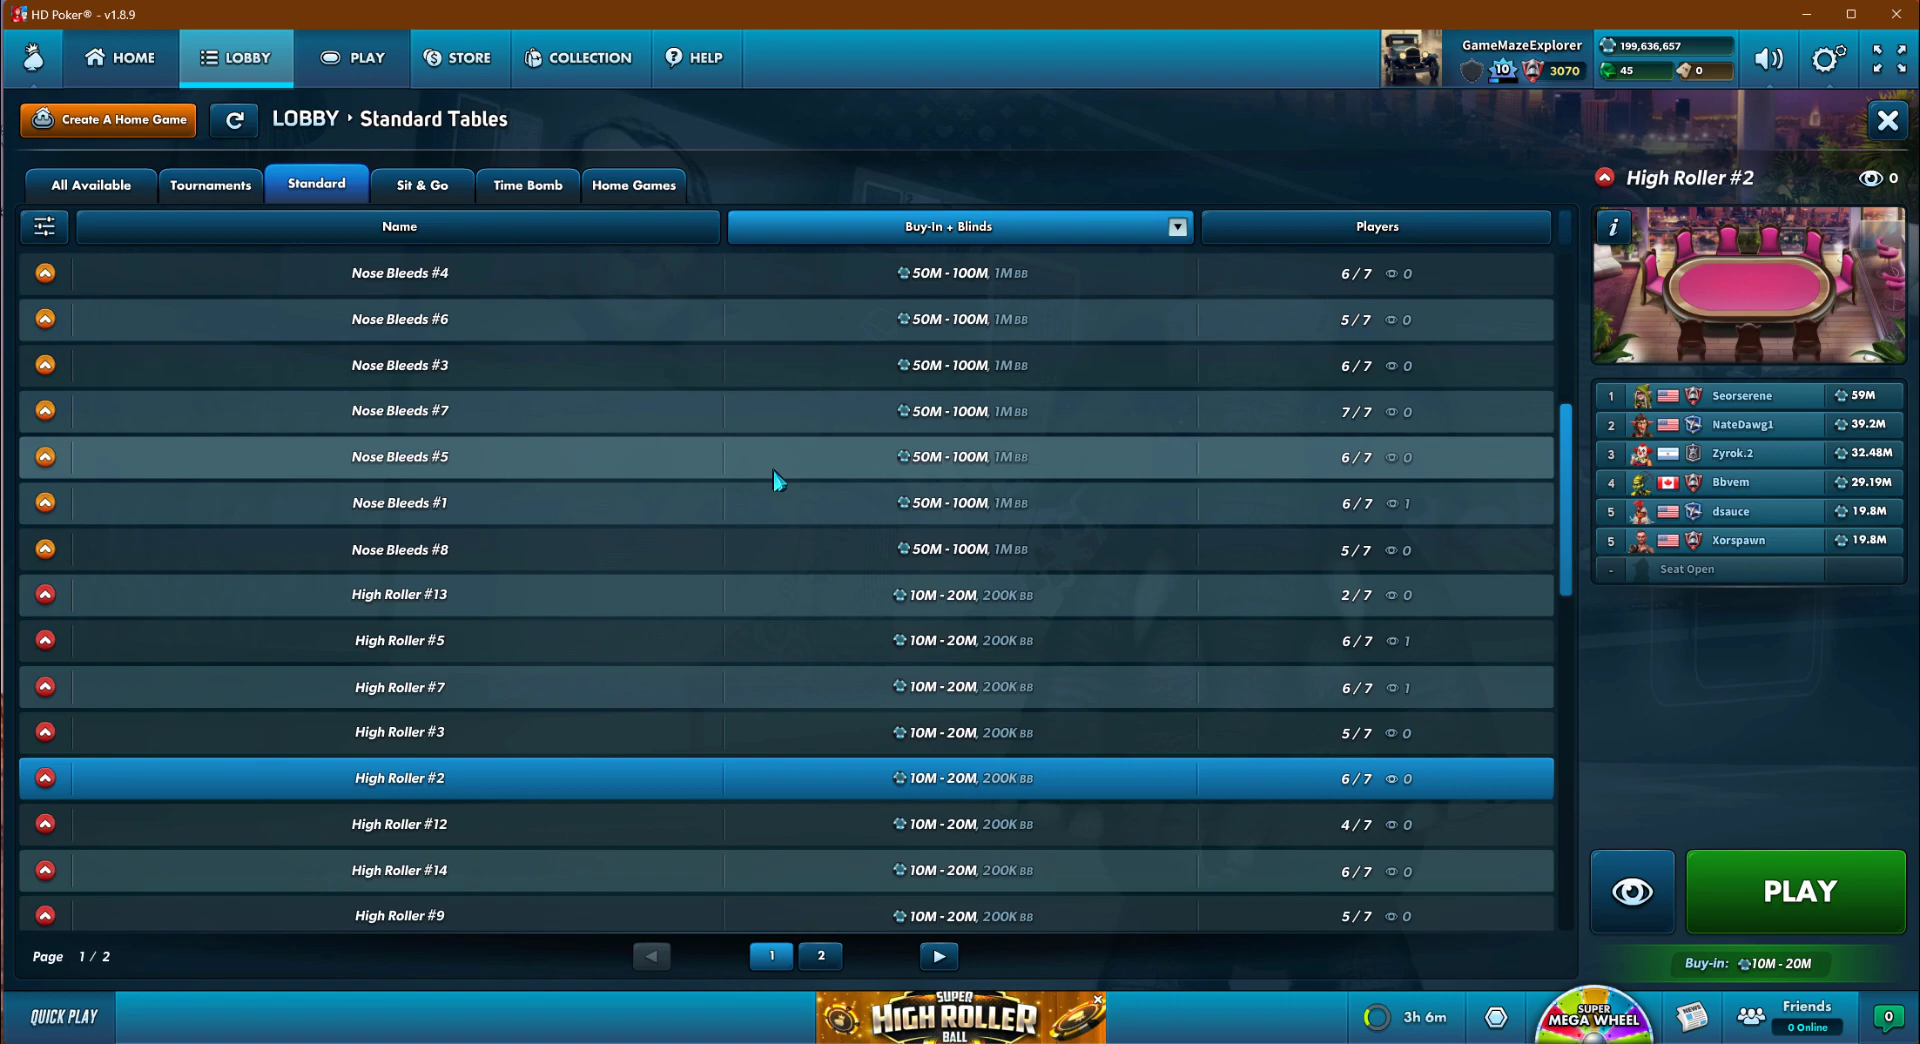 HD Poker® - v1.8.9
HOME
LOBBY
PLAY
STORE
COLLECTION
HELP
GameMazeExplorer
10
3070
199,636,657
45
0
Create A Home Game
LOBBY
Standard Tables
All Available
Tournaments
Standard
Sit & Go
Time Bomb
Home Games
Name
Buy-In + Blinds
Players
Nose Bleeds #4 50M - 100M, 1M BB 6 / 7 0
Nose Bleeds #6 50M - 100M, 1M BB 5 / 7 0
Nose Bleeds #3 50M - 100M, 1M BB 6 / 7 0
Nose Bleeds #7 50M - 100M, 1M BB 7 / 7 0
Nose Bleeds #5 50M - 100M, 1M BB 6 / 7 0
Nose Bleeds #1 50M - 100M, 1M BB 6 / 7 1
Nose Bleeds #8 50M - 100M, 1M BB 5 / 7 0
High Roller #13 10M - 20M, 200K BB 2 / 7 0
High Roller #5 10M - 20M, 200K BB 6 / 7 1
High Roller #7 10M - 20M, 200K BB 6 / 7 1
High Roller #3 10M - 20M, 200K BB 5 / 7 0
High Roller #2 10M - 20M, 200K BB 6 / 7 0
High Roller #12 10M - 20M, 200K BB 4 / 7 0
High Roller #14 10M - 20M, 200K BB 6 / 7 0
High Roller #9 10M - 20M, 200K BB 5 / 7 0
Page 1 / 2
1
2
High Roller #2
0
i
1 Seorserene 59M
2 NateDawg1 39.2M
3 Zyrok.2 32.48M
4 Bbvem 29.19M
5 dsauce 19.8M
5 Xorspawn 19.8M
- Seat Open
PLAY
Buy-in: 10M - 20M
QUICK PLAY
SUPER
HIGH ROLLER
BALL
3h 6m
SUPER
MEGA WHEEL
NEWS
Friends
0 Online
0